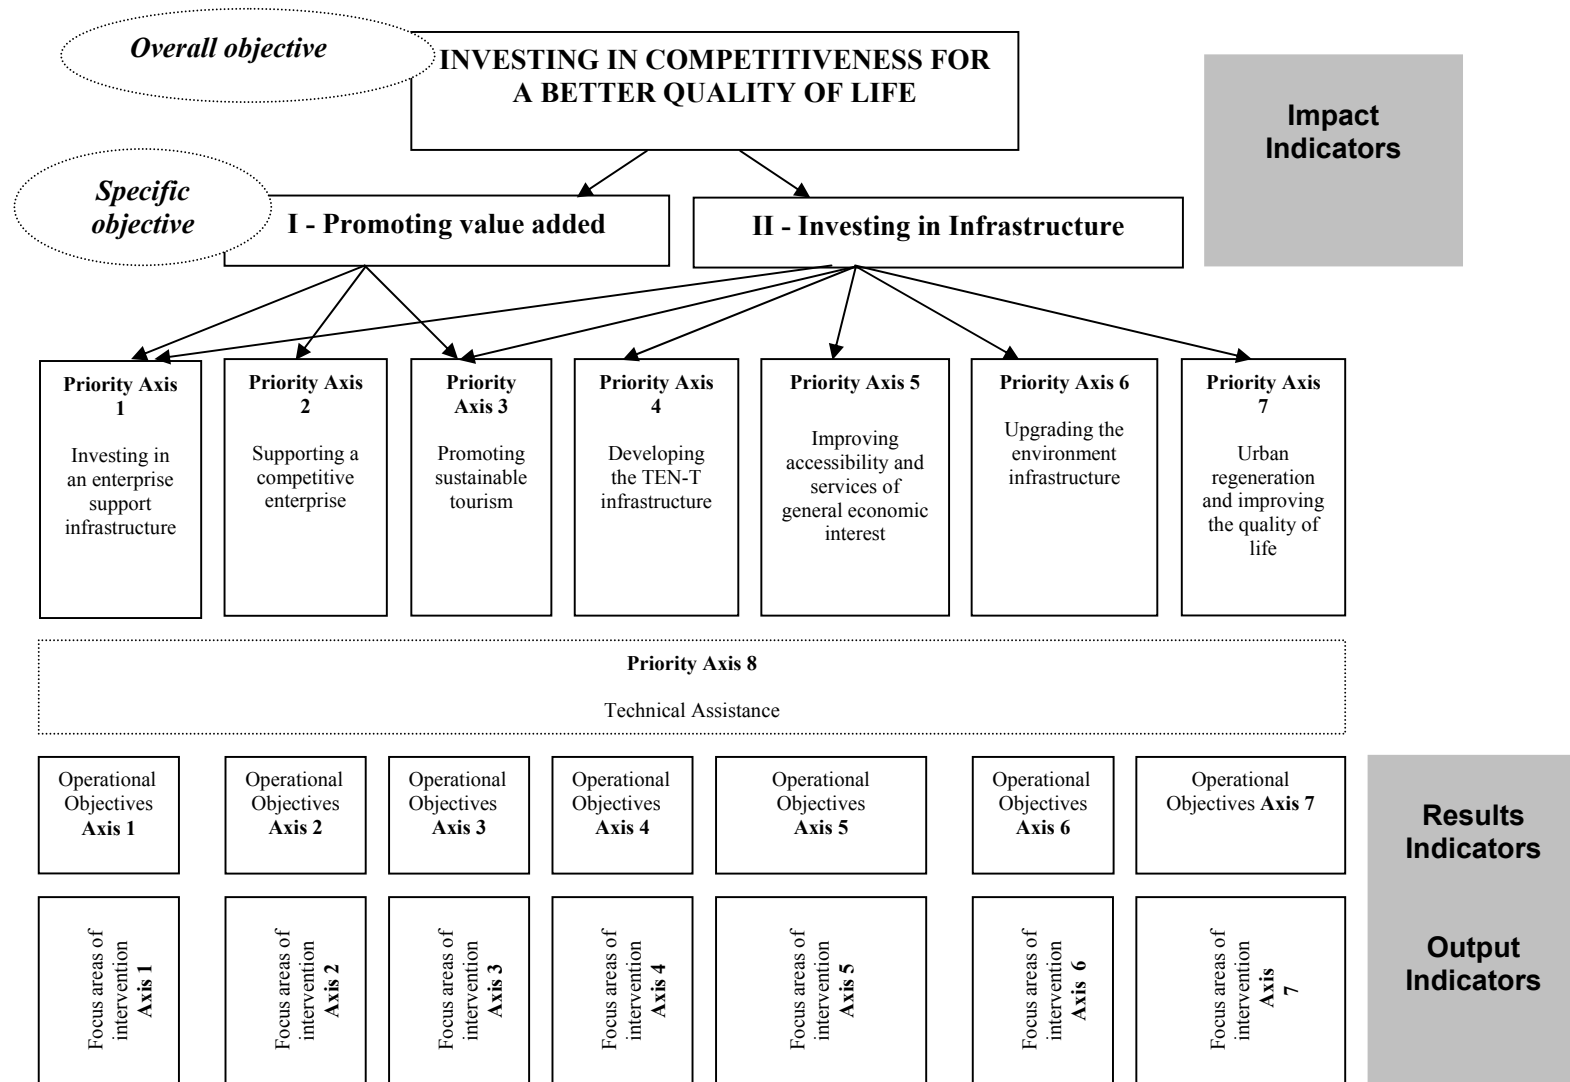 Overall objective
INVESTING IN COMPETITIVENESS FOR
A BETTER QUALITY OF LIFE
Impact
Indicators
Specific
objective
I - Promoting value added
II - Investing in Infrastructure
Priority Axis
1
Investing in
an enterprise
support
infrastructure
Priority Axis
2
Supporting a
competitive
enterprise
Priority
Axis 3
Promoting
sustainable
tourism
Priority Axis
4
Developing
the TEN-T
infrastructure
Priority Axis 5
Improving
accessibility and
services of
general economic
interest
Priority Axis 6
Upgrading the
environment
infrastructure
Priority Axis
7
Urban
regeneration
and improving
the quality of
life
Priority Axis 8
Technical Assistance
Operational
Objectives
Axis 1
Operational
Objectives
Axis 2
Operational
Objectives
Axis 3
Operational
Objectives
Axis 4
Operational
Objectives
Axis 5
Operational
Objectives
Axis 6
Operational
Objectives Axis 7
Results
Indicators
Focus areas of
intervention
Axis 1
Focus areas of
intervention
Axis 2
Focus areas of
intervention
Axis 3
Focus areas of
intervention
Axis 4
Focus areas of
intervention
Axis 5
Focus areas of
intervention
Axis 6
Focus areas of
intervention
Axis
7
Output
Indicators